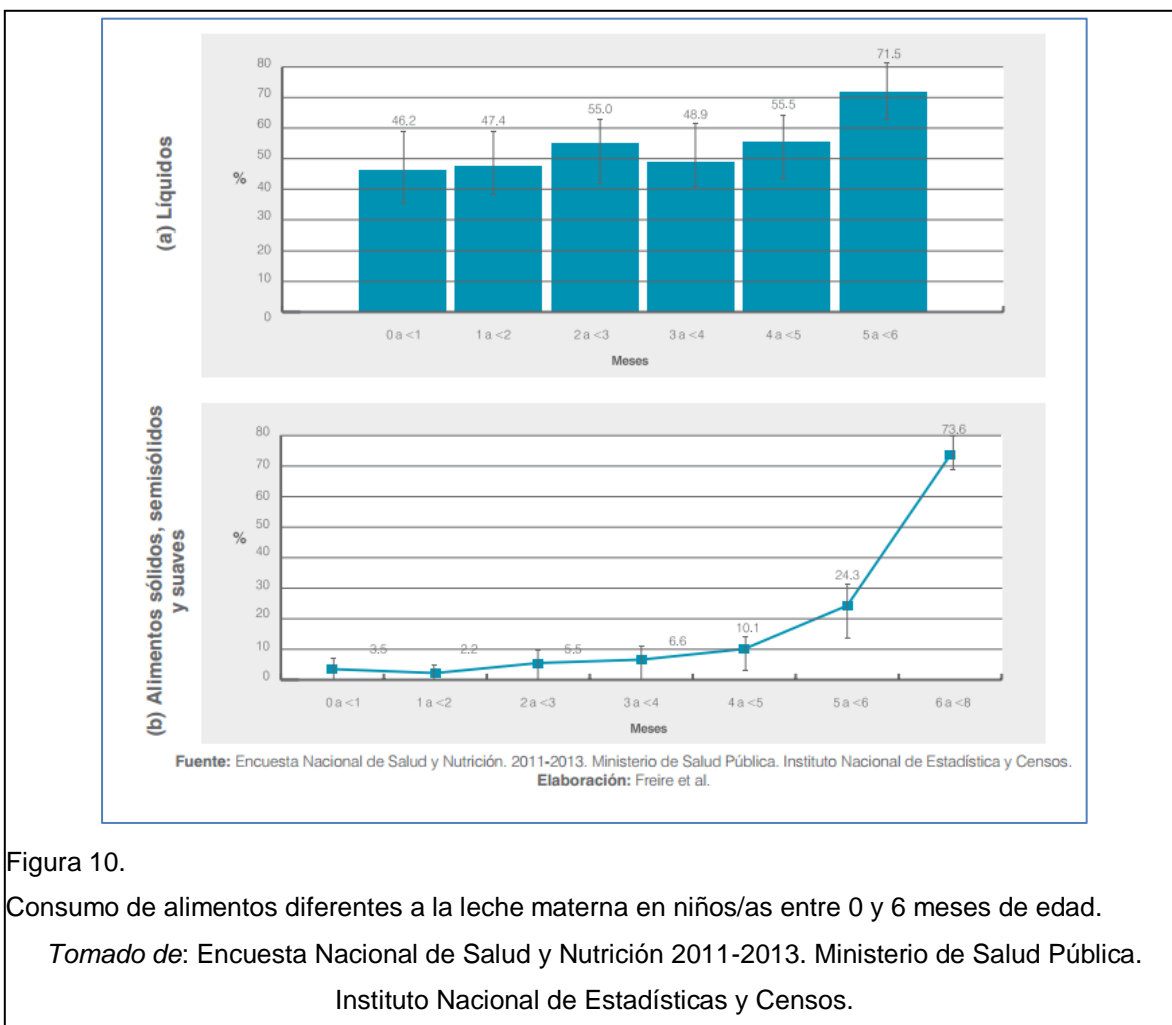 (a) Líquidos
%
80
70
60
50
40
30
20
10
0
46.2
47.4
55.0
48.9
55.5
71.5
0 a <1
1 a <2
2 a <3
3 a <4
4 a <5
5 a <6
Meses
(b) Alimentos sólidos, semisólidos
y suaves
%
80
70
60
50
40
30
20
10
0
3.5
2.2
5.5
6.6
10.1
24.3
73.6
0 a <1
1 a <2
2 a <3
3 a <4
4 a <5
5 a <6
6 a <8
Meses
Fuente: Encuesta Nacional de Salud y Nutrición. 2011-2013. Ministerio de Salud Pública. Instituto Nacional de Estadística y Censos.
Elaboración: Freire et al.
Figura 10.
Consumo de alimentos diferentes a la leche materna en niños/as entre 0 y 6 meses de edad.
Tomado de: Encuesta Nacional de Salud y Nutrición 2011-2013. Ministerio de Salud Pública.
Instituto Nacional de Estadísticas y Censos.